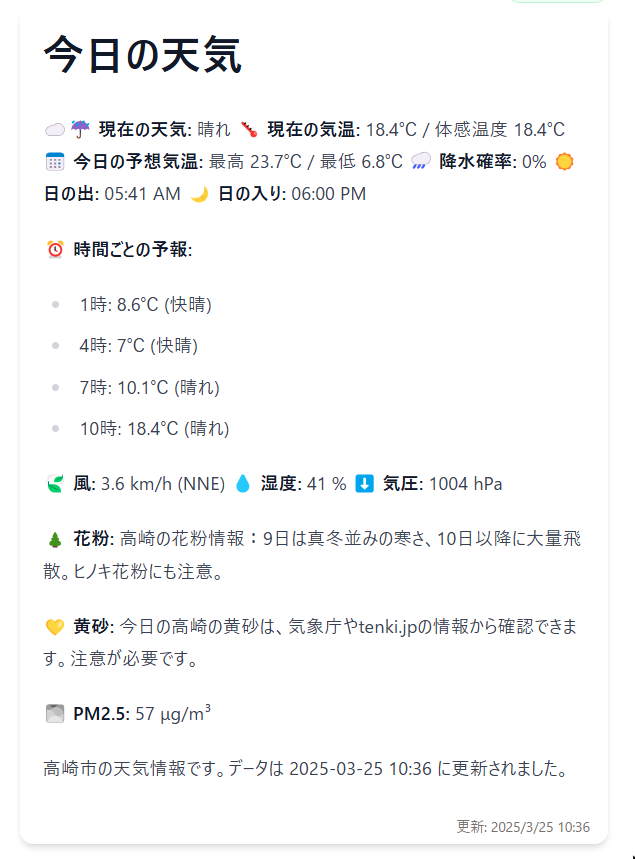 今日の天気
☁️☔ 現在の天気: 晴れ 🌡️ 現在の気温: 18.4°C / 体感温度 18.4°C
📅 今日の予想気温: 最高 23.7°C / 最低 6.8°C 🌧️ 降水確率: 0% 🌞
日の出: 05:41 AM 🌙 日の入り: 06:00 PM
⏰ 時間ごとの予報:
1時: 8.6°C (快晴)
4時: 7°C (快晴)
7時: 10.1°C (晴れ)
10時: 18.4°C (晴れ)
🍃 風: 3.6 km/h (NNE) 💧 湿度: 41 % ⬇️ 気圧: 1004 hPa
🌲 花粉: 高崎の花粉情報：9日は真冬並みの寒さ、10日以降に大量飛
散。ヒノキ花粉にも注意。
💛 黄砂: 今日の高崎の黄砂は、気象庁やtenki.jpの情報から確認できま
す。注意が必要です。
🌫️ PM2.5: 57 μg/m³
高崎市の天気情報です。データは 2025-03-25 10:36 に更新されました。
更新: 2025/3/25 10:36